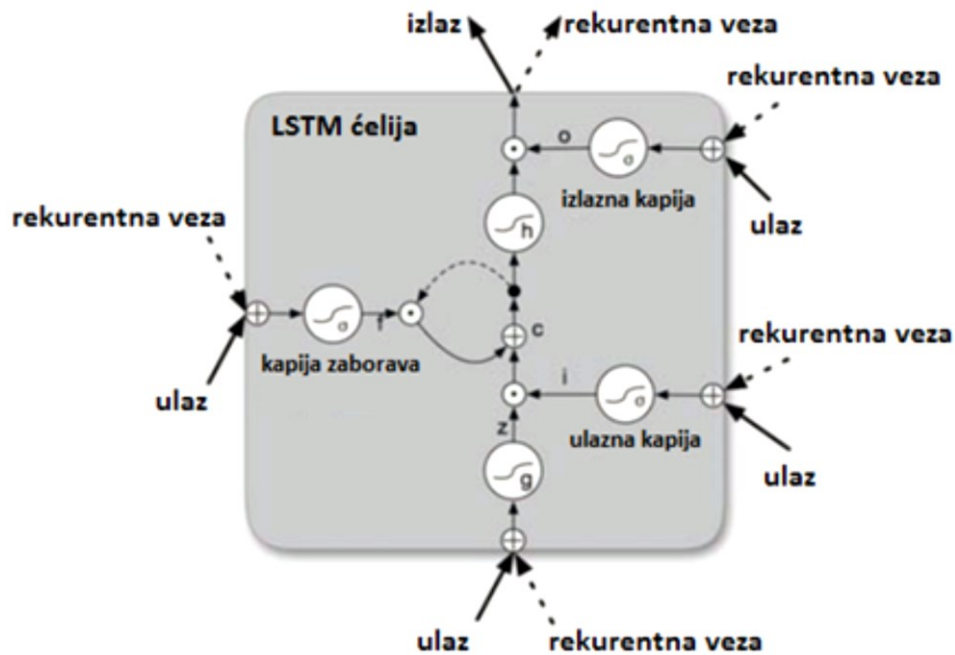 izlaz
rekurentna veza
rekurentna veza
LSTM ćelija
o
σ
izlazna kapija
ulaz
rekurentna veza
h
σ
f
c
kapija zaborava
rekurentna veza
ulaz
i
σ
z
ulazna kapija
g
ulaz
ulaz
rekurentna veza